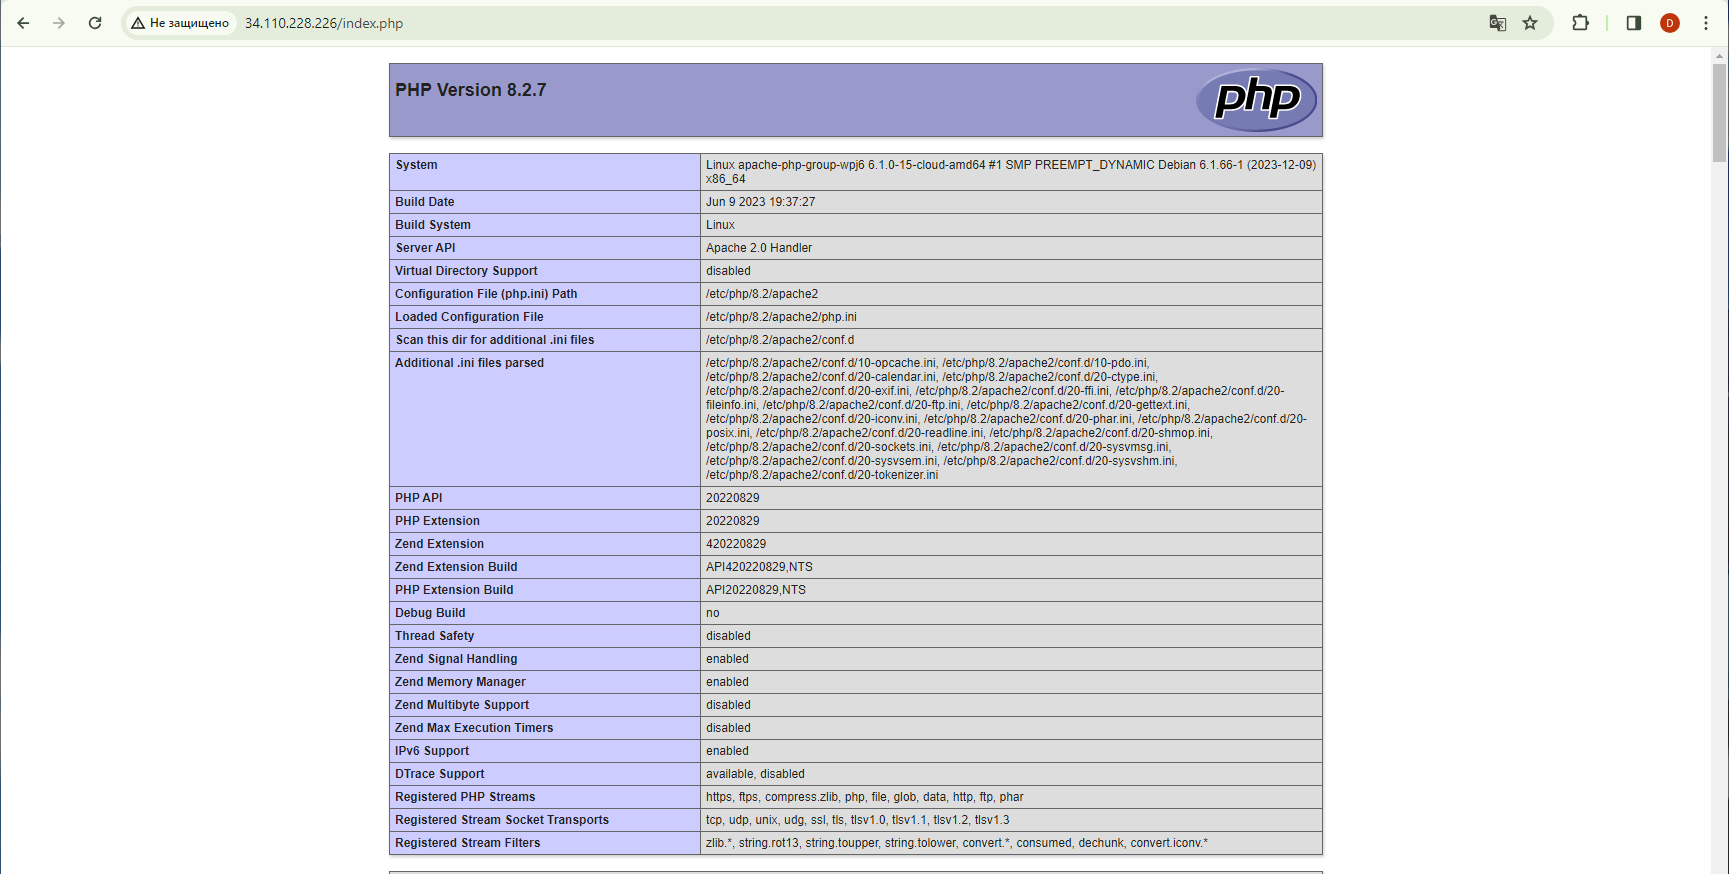 Не защищено 34.110.228.226/index.php
D
PHP Version 8.2.7
php
System Linux apache-php-group-wpj6 6.1.0-15-cloud-amd64 #1 SMP PREEMPT_DYNAMIC Debian 6.1.66-1 (2023-12-09)
x86_64
Build Date Jun 9 2023 19:37:27
Build System Linux
Server API Apache 2.0 Handler
Virtual Directory Support disabled
Configuration File (php.ini) Path /etc/php/8.2/apache2
Loaded Configuration File /etc/php/8.2/apache2/php.ini
Scan this dir for additional .ini files /etc/php/8.2/apache2/conf.d
Additional .ini files parsed /etc/php/8.2/apache2/conf.d/10-opcache.ini, /etc/php/8.2/apache2/conf.d/10-pdo.ini,
/etc/php/8.2/apache2/conf.d/20-calendar.ini, /etc/php/8.2/apache2/conf.d/20-ctype.ini,
/etc/php/8.2/apache2/conf.d/20-exif.ini, /etc/php/8.2/apache2/conf.d/20-ffi.ini, /etc/php/8.2/apache2/conf.d/20-
fileinfo.ini, /etc/php/8.2/apache2/conf.d/20-ftp.ini, /etc/php/8.2/apache2/conf.d/20-gettext.ini,
/etc/php/8.2/apache2/conf.d/20-iconv.ini, /etc/php/8.2/apache2/conf.d/20-phar.ini, /etc/php/8.2/apache2/conf.d/20-
posix.ini, /etc/php/8.2/apache2/conf.d/20-readline.ini, /etc/php/8.2/apache2/conf.d/20-shmop.ini,
/etc/php/8.2/apache2/conf.d/20-sockets.ini, /etc/php/8.2/apache2/conf.d/20-sysvmsg.ini,
/etc/php/8.2/apache2/conf.d/20-sysvsem.ini, /etc/php/8.2/apache2/conf.d/20-sysvshm.ini,
/etc/php/8.2/apache2/conf.d/20-tokenizer.ini
PHP API 20220829
PHP Extension 20220829
Zend Extension 420220829
Zend Extension Build API420220829,NTS
PHP Extension Build API20220829,NTS
Debug Build no
Thread Safety disabled
Zend Signal Handling enabled
Zend Memory Manager enabled
Zend Multibyte Support disabled
Zend Max Execution Timers disabled
IPv6 Support enabled
DTrace Support available, disabled
Registered PHP Streams https, ftps, compress.zlib, php, file, glob, data, http, ftp, phar
Registered Stream Socket Transports tcp, udp, unix, udg, ssl, tls, tlsv1.0, tlsv1.1, tlsv1.2, tlsv1.3
Registered Stream Filters zlib.*, string.rot13, string.toupper, string.tolower, convert.*, consumed, dechunk, convert.iconv.*